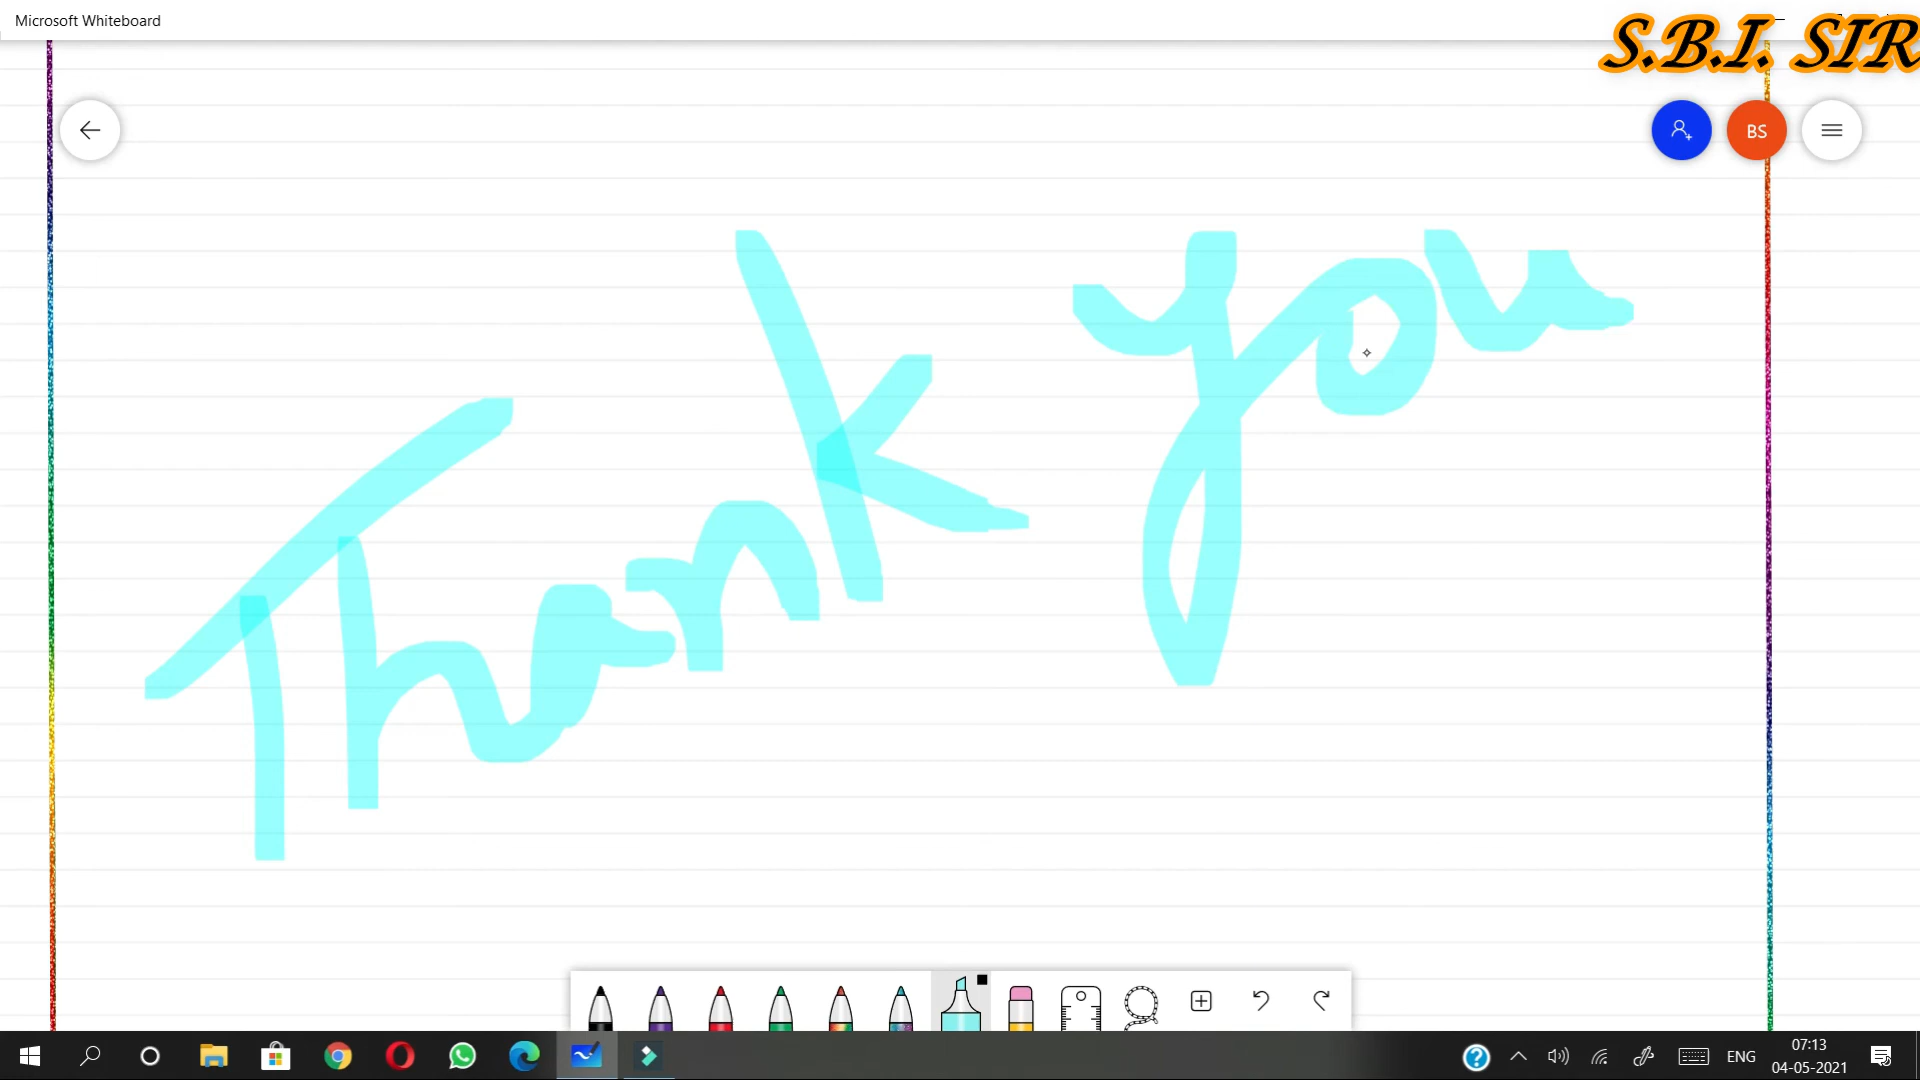 Microsoft Whiteboard
S.B.I. SIR
BS
Thank you
ENG
07:13
04-05-2021